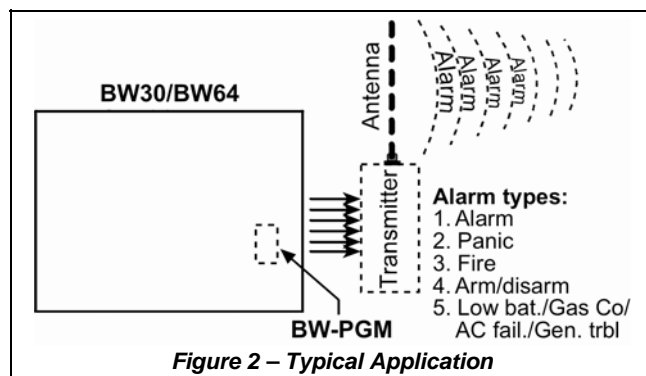 BW30/BW64
Antenna
Alarm
Alarm
Alarm
Alarm
Transmitter
Alarm types:
1. Alarm
2. Panic
3. Fire
4. Arm/disarm
5. Low bat./Gas Co/
AC fail./Gen. trbl
BW-PGM
Figure 2 – Typical Application